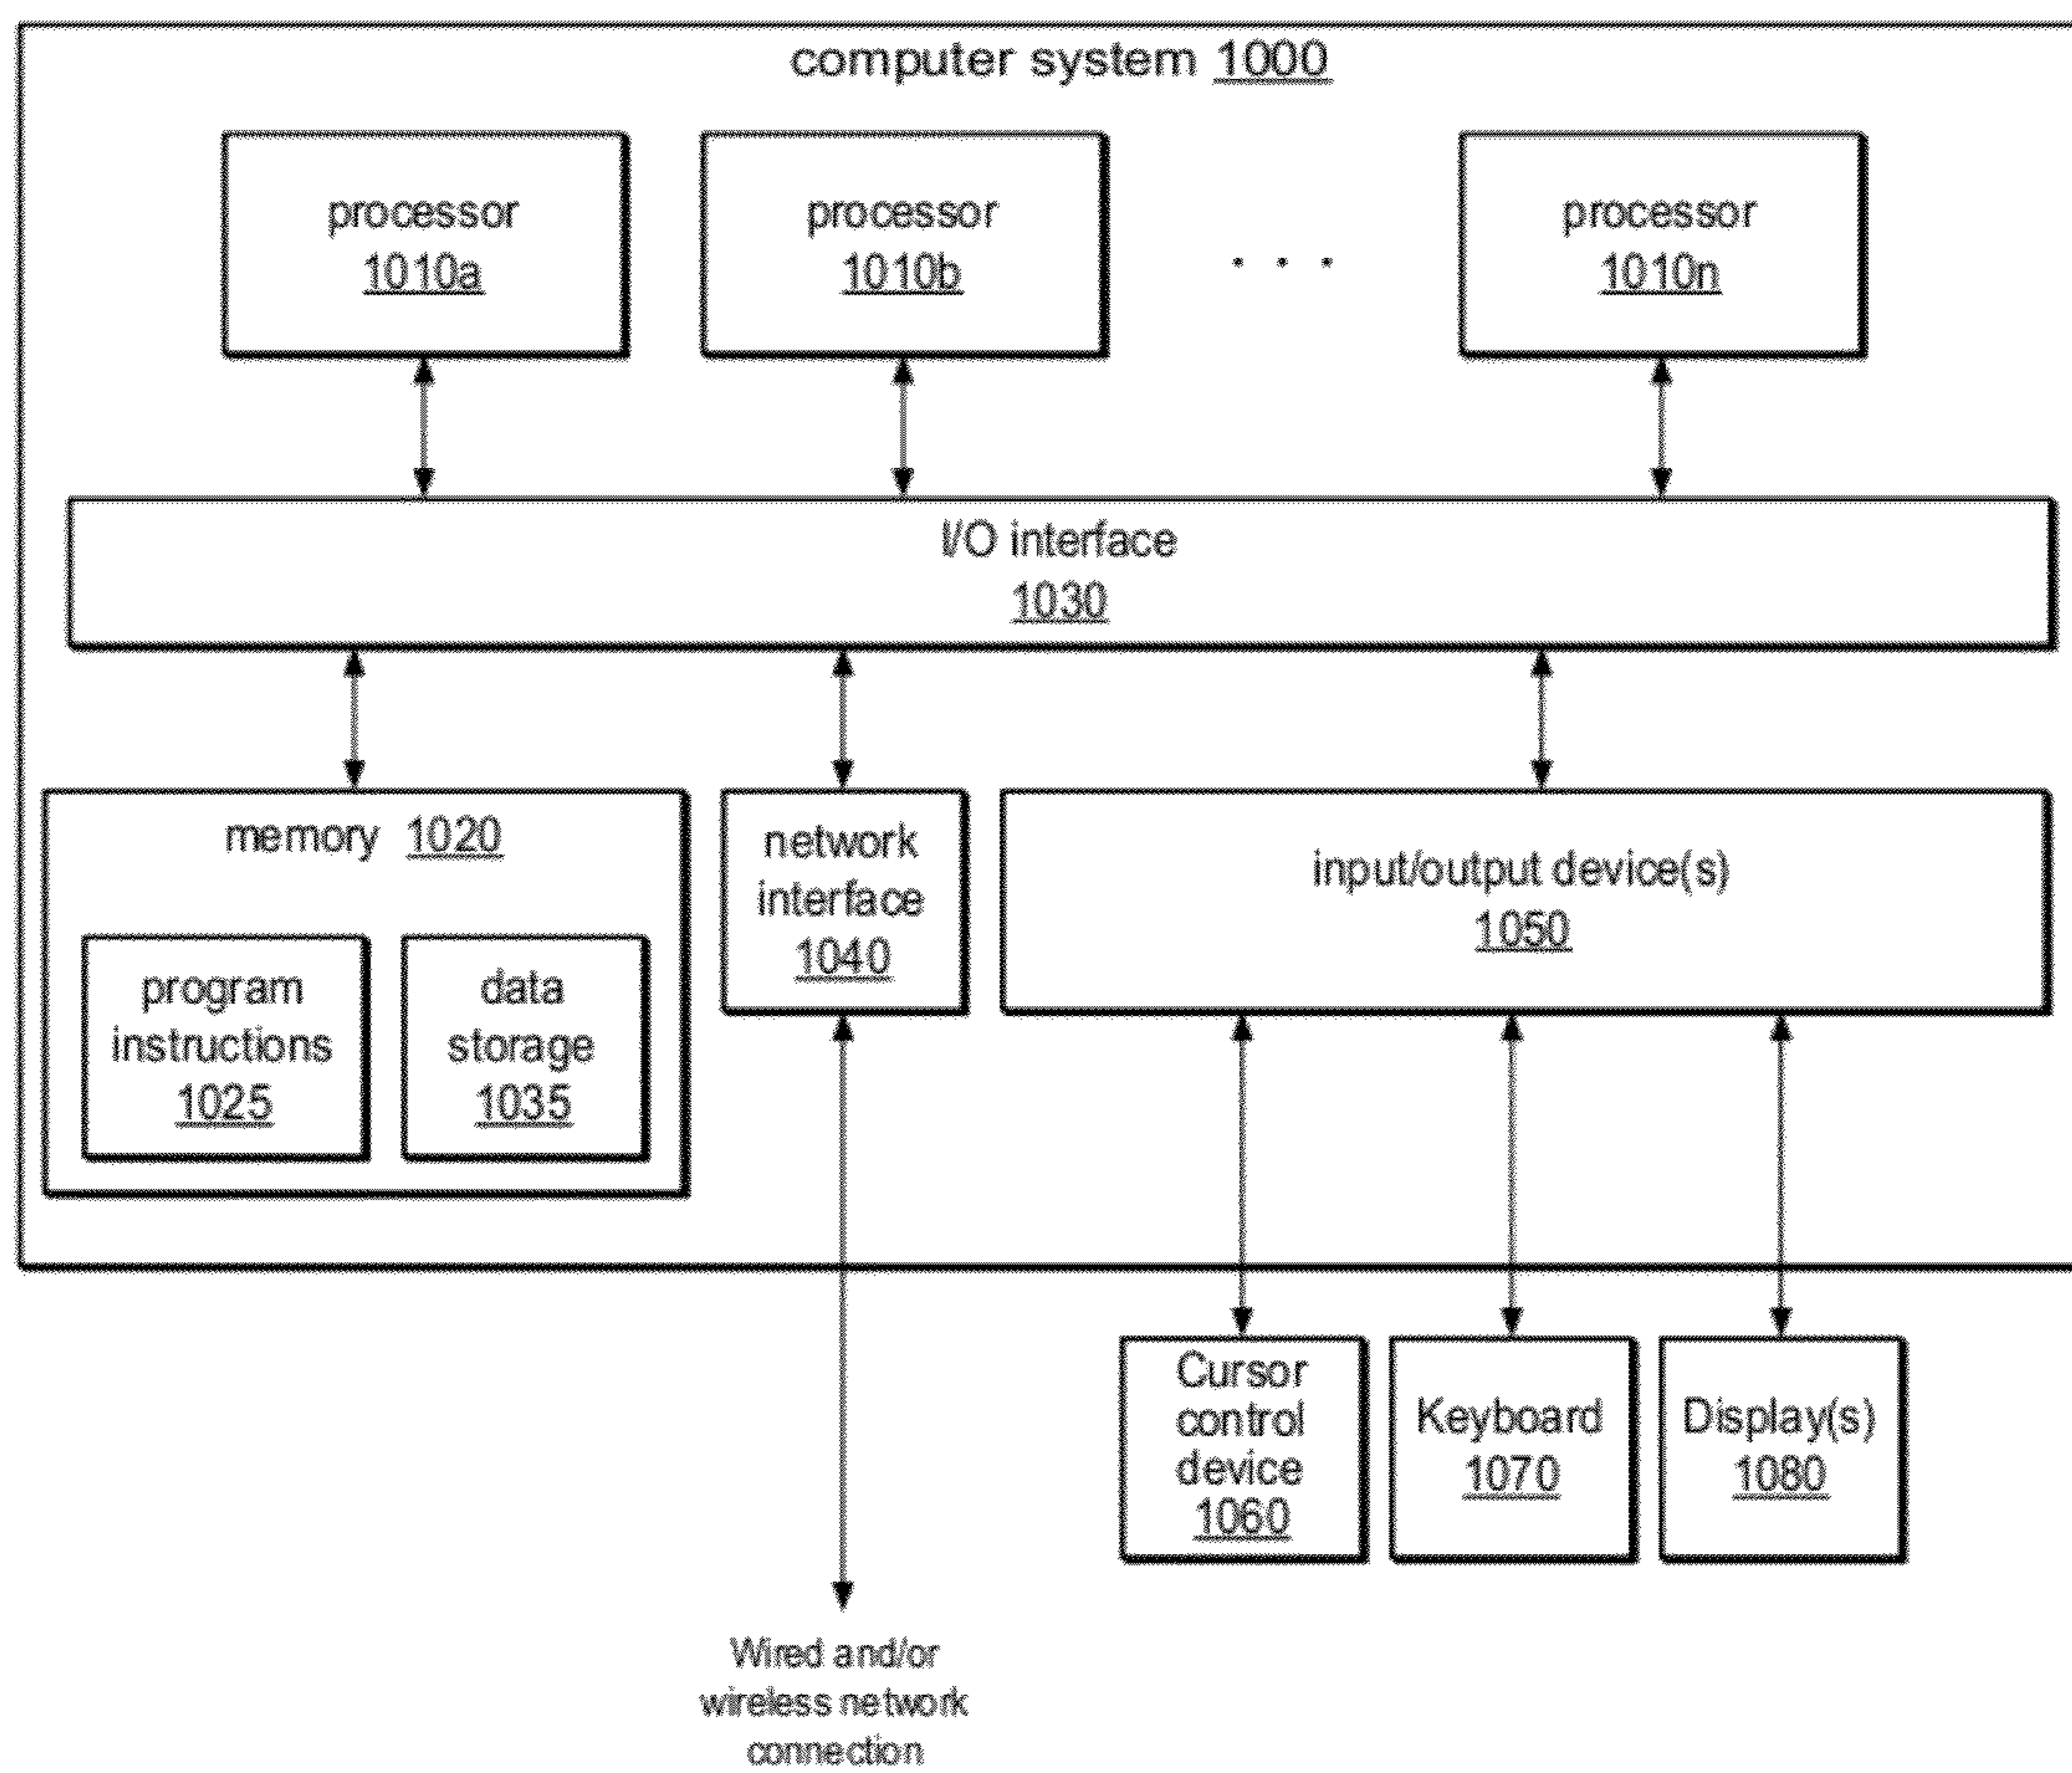 computer system 1000
processor
1010a
processor
1010b
. . .
processor
1010n
I/O interface
1030
memory 1020
program
instructions
1025
data
storage
1035
network
interface
1040
input/output device(s)
1050
Cursor
control
device
1060
Keyboard
1070
Display(s)
1080
Wired and/or
wireless network
connection